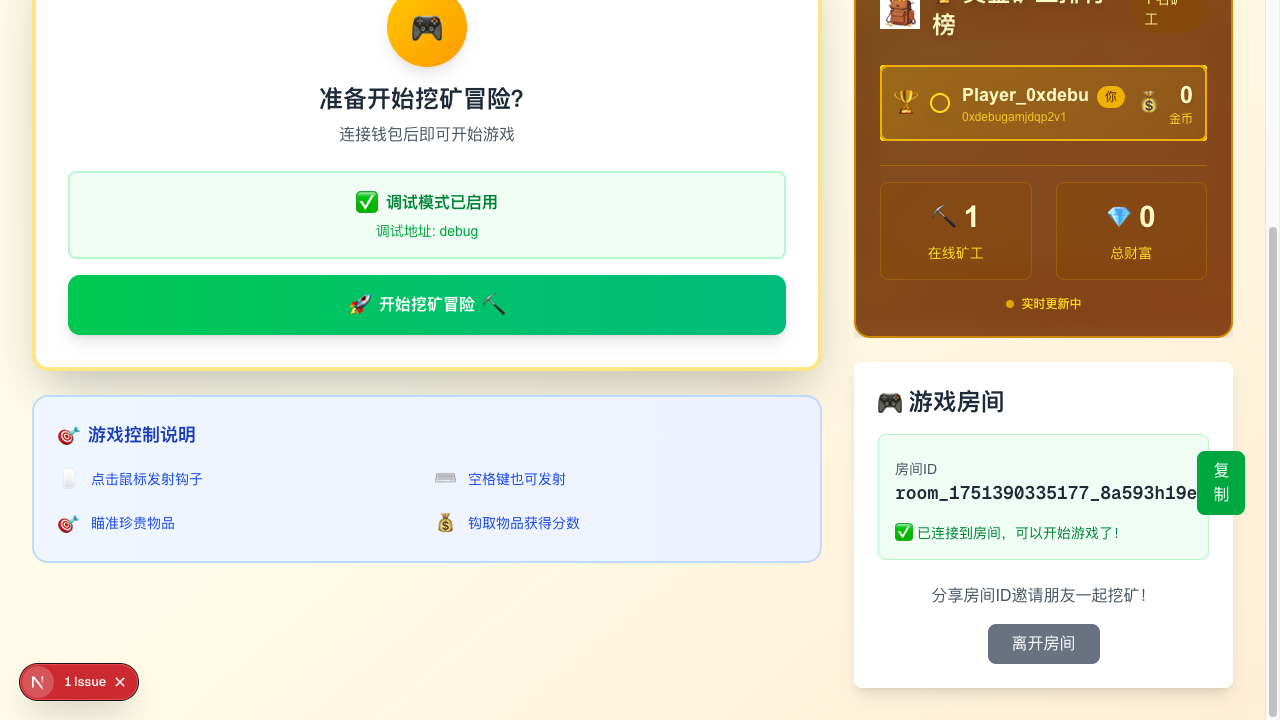 准备开始挖矿冒险?
连接钱包后即可开始游戏
✅ 调试模式已启用
调试地址: debug
🚀 开始挖矿冒险 ⛏️
🎯 游戏控制说明
点击鼠标发射钩子
空格键也可发射
瞄准珍贵物品
钩取物品获得分数
1 Issue
榜
工
Player_0xdebu 你
0xdebugamjdqp2v1
0
金币
1
在线矿工
0
总财富
实时更新中
🎮 游戏房间
房间ID
room_1751390335177_8a593h19e
复制
✅ 已连接到房间，可以开始游戏了！
分享房间ID邀请朋友一起挖矿！
离开房间